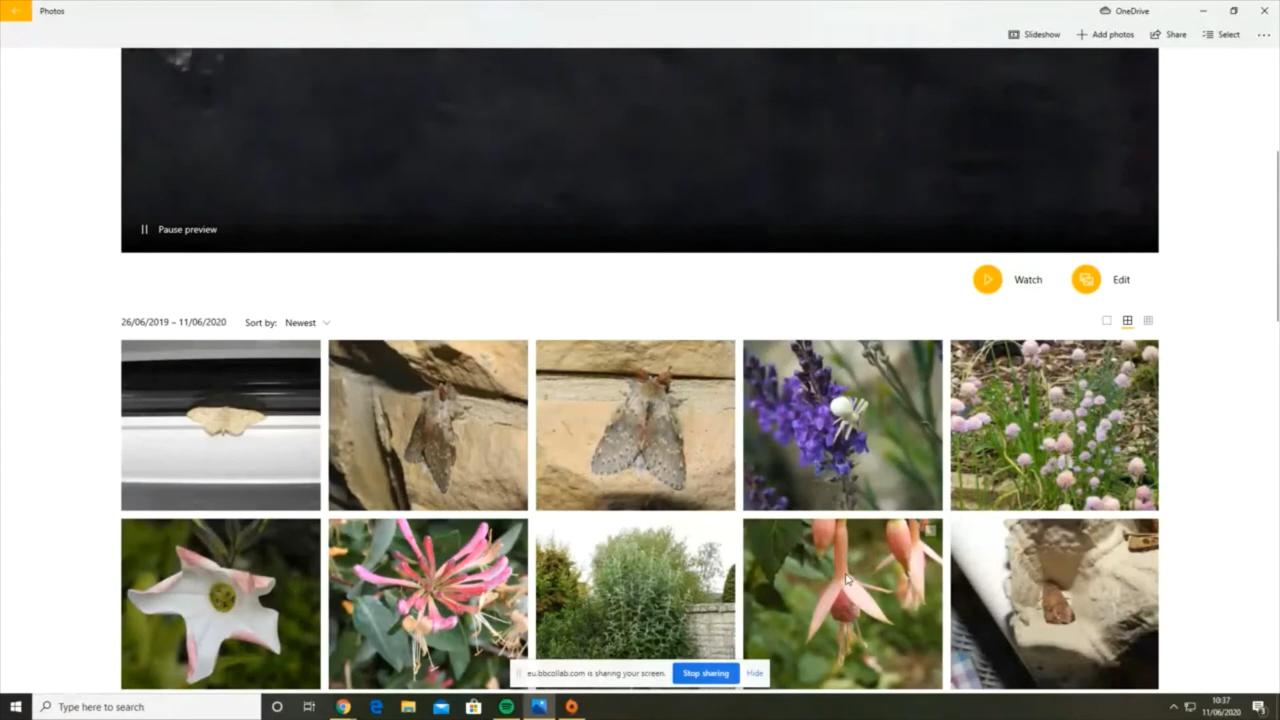 Photos
OneDrive
Slideshow
Add photos
Share
Select
Pause preview
Watch
Edit
26/06/2019 – 11/06/2020
Sort by: Newest
eu.bbcollab.com is sharing your screen.
Stop sharing
Hide
Type here to search
10:37
11/06/2020
3